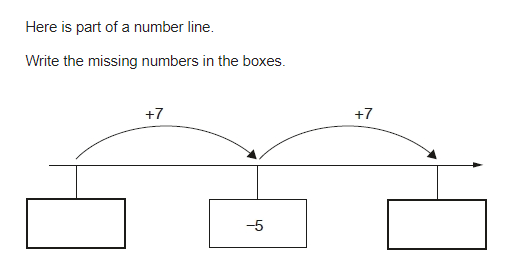 Here is part of a number line.
Write the missing numbers in the boxes.
+7 +7
−5